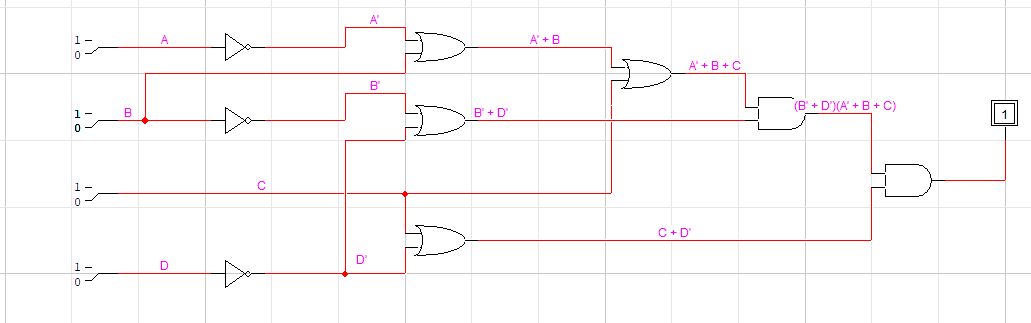 A'
1
0
A
A' + B
A' + B + C
B'
1
0
B
B' + D'
(B' + D')(A' + B + C)
1
1
0
C
C + D'
1
0
D
D'